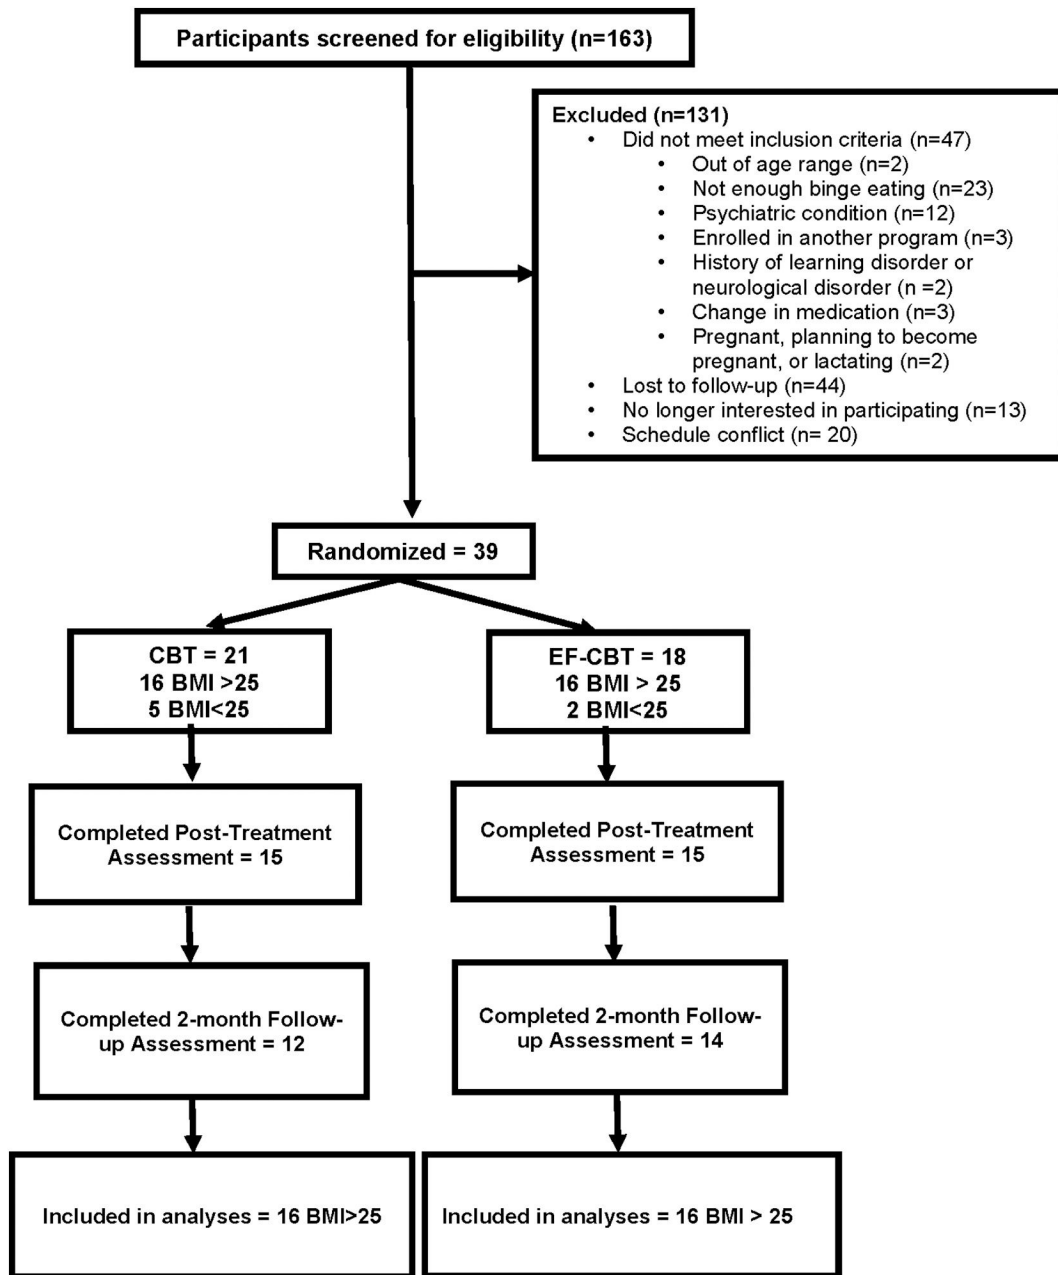 Participants screened for eligibility (n=163)
Excluded (n=131)
• Did not meet inclusion criteria (n=47)
• Out of age range (n=2)
• Not enough binge eating (n=23)
• Psychiatric condition (n=12)
• Enrolled in another program (n=3)
• History of learning disorder or
neurological disorder (n =2)
• Change in medication (n=3)
• Pregnant, planning to become
pregnant, or lactating (n=2)
• Lost to follow-up (n=44)
• No longer interested in participating (n=13)
• Schedule conflict (n= 20)
Randomized = 39
CBT = 21
16 BMI >25
5 BMI<25
EF-CBT = 18
16 BMI > 25
2 BMI<25
Completed Post-Treatment
Assessment = 15
Completed Post-Treatment
Assessment = 15
Completed 2-month Follow-
up Assessment = 12
Completed 2-month Follow-
up Assessment = 14
Included in analyses = 16 BMI>25
Included in analyses = 16 BMI > 25